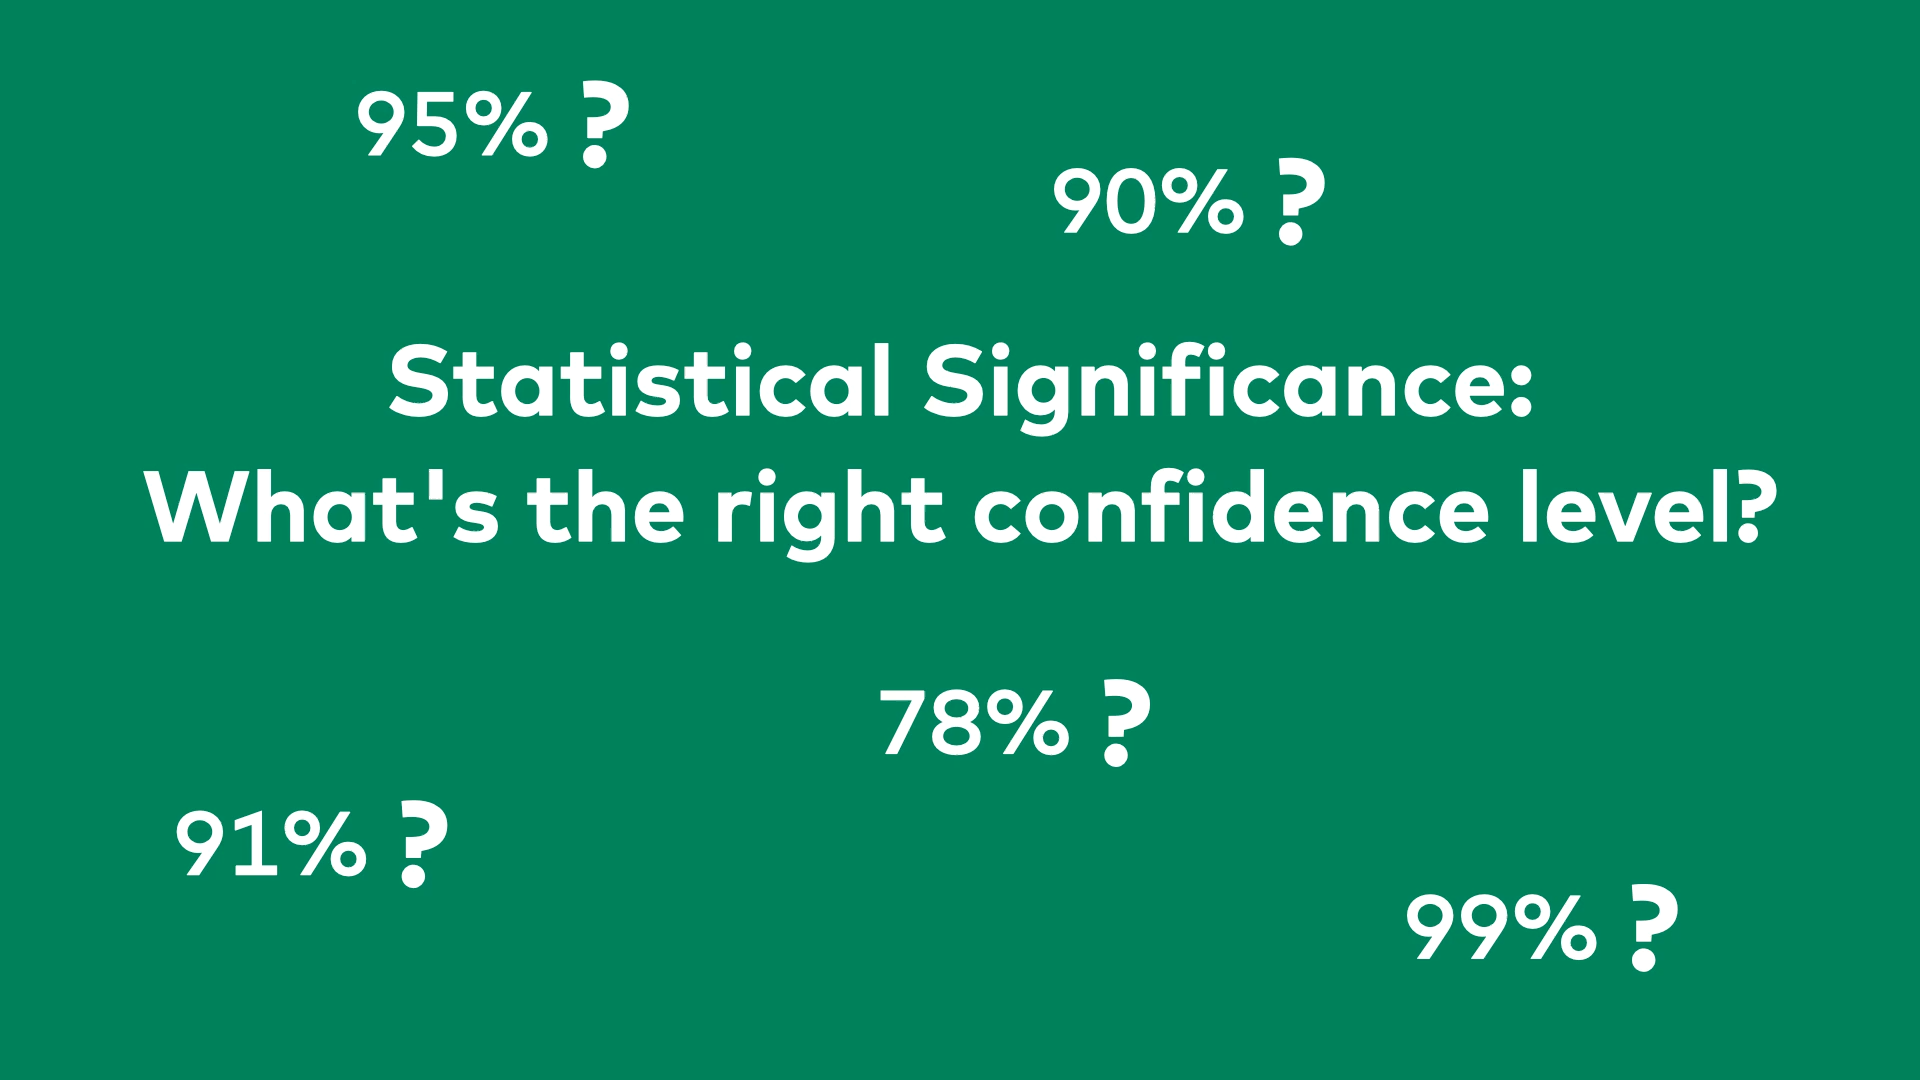 95% ?
90% ?
Statistical Significance:
What's the right confidence level?
78% ?
91% ?
99% ?